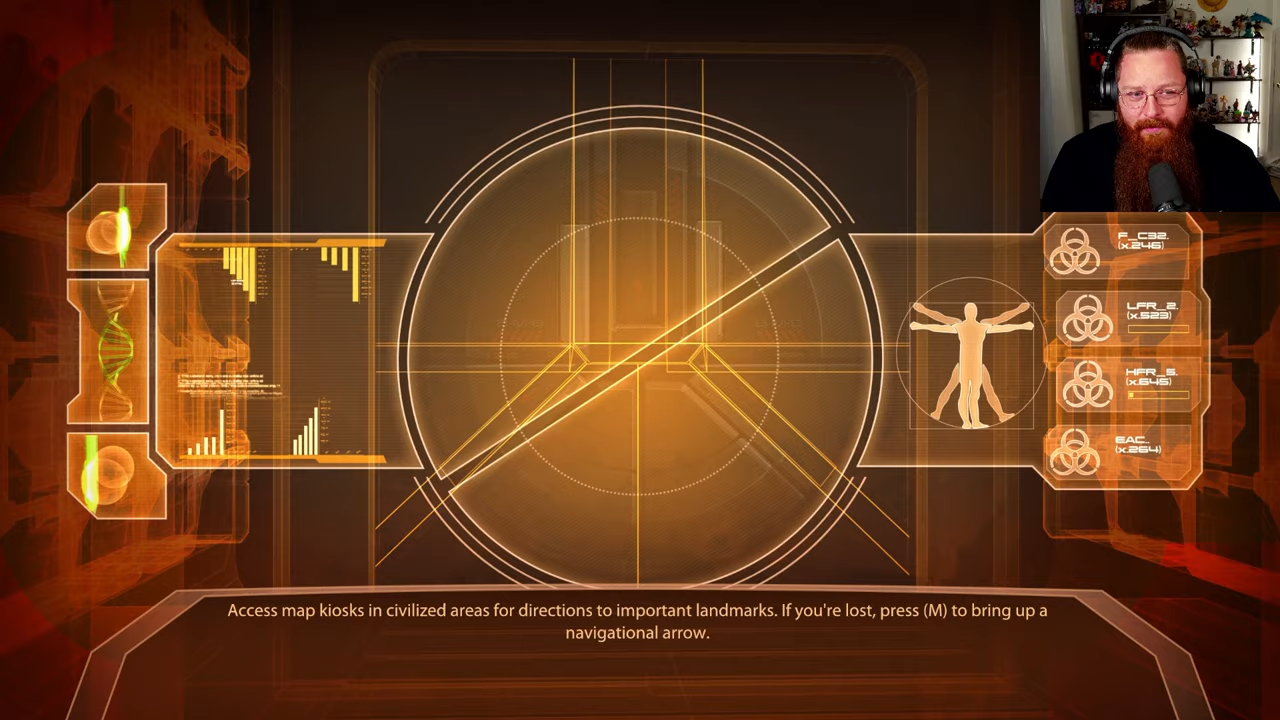 F_C32.
(x.246)
LFR_2.
(x.523)
HFR_5.
(x.645)
EAC_
(x.264)
Access map kiosks in civilized areas for directions to important landmarks. If you're lost, press (M) to bring up a
navigational arrow.